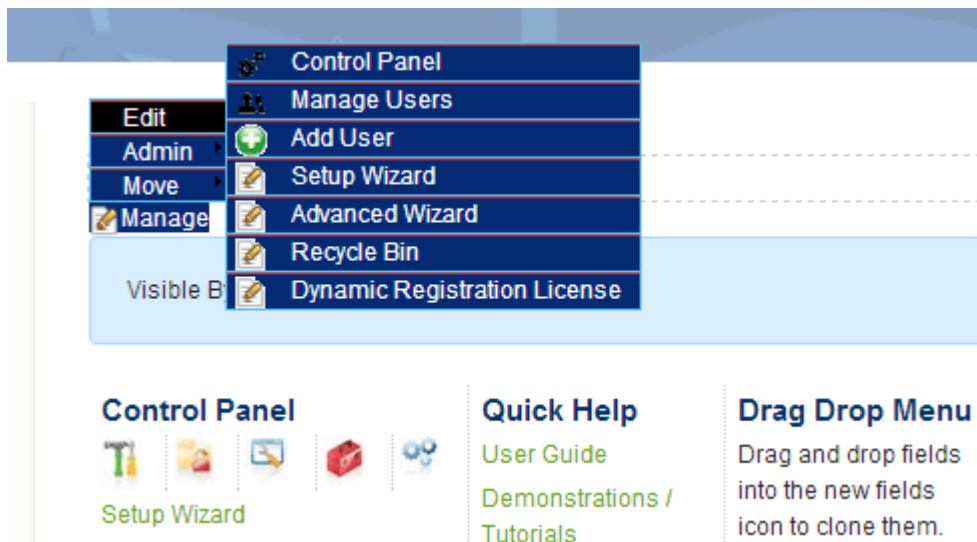 Edit
Admin
Move
Manage
Control Panel
Manage Users
Add User
Setup Wizard
Advanced Wizard
Recycle Bin
Dynamic Registration License
Visible B
Control Panel
Setup Wizard
Quick Help
User Guide
Demonstrations /
Tutorials
Drag Drop Menu
Drag and drop fields
into the new fields
icon to clone them.